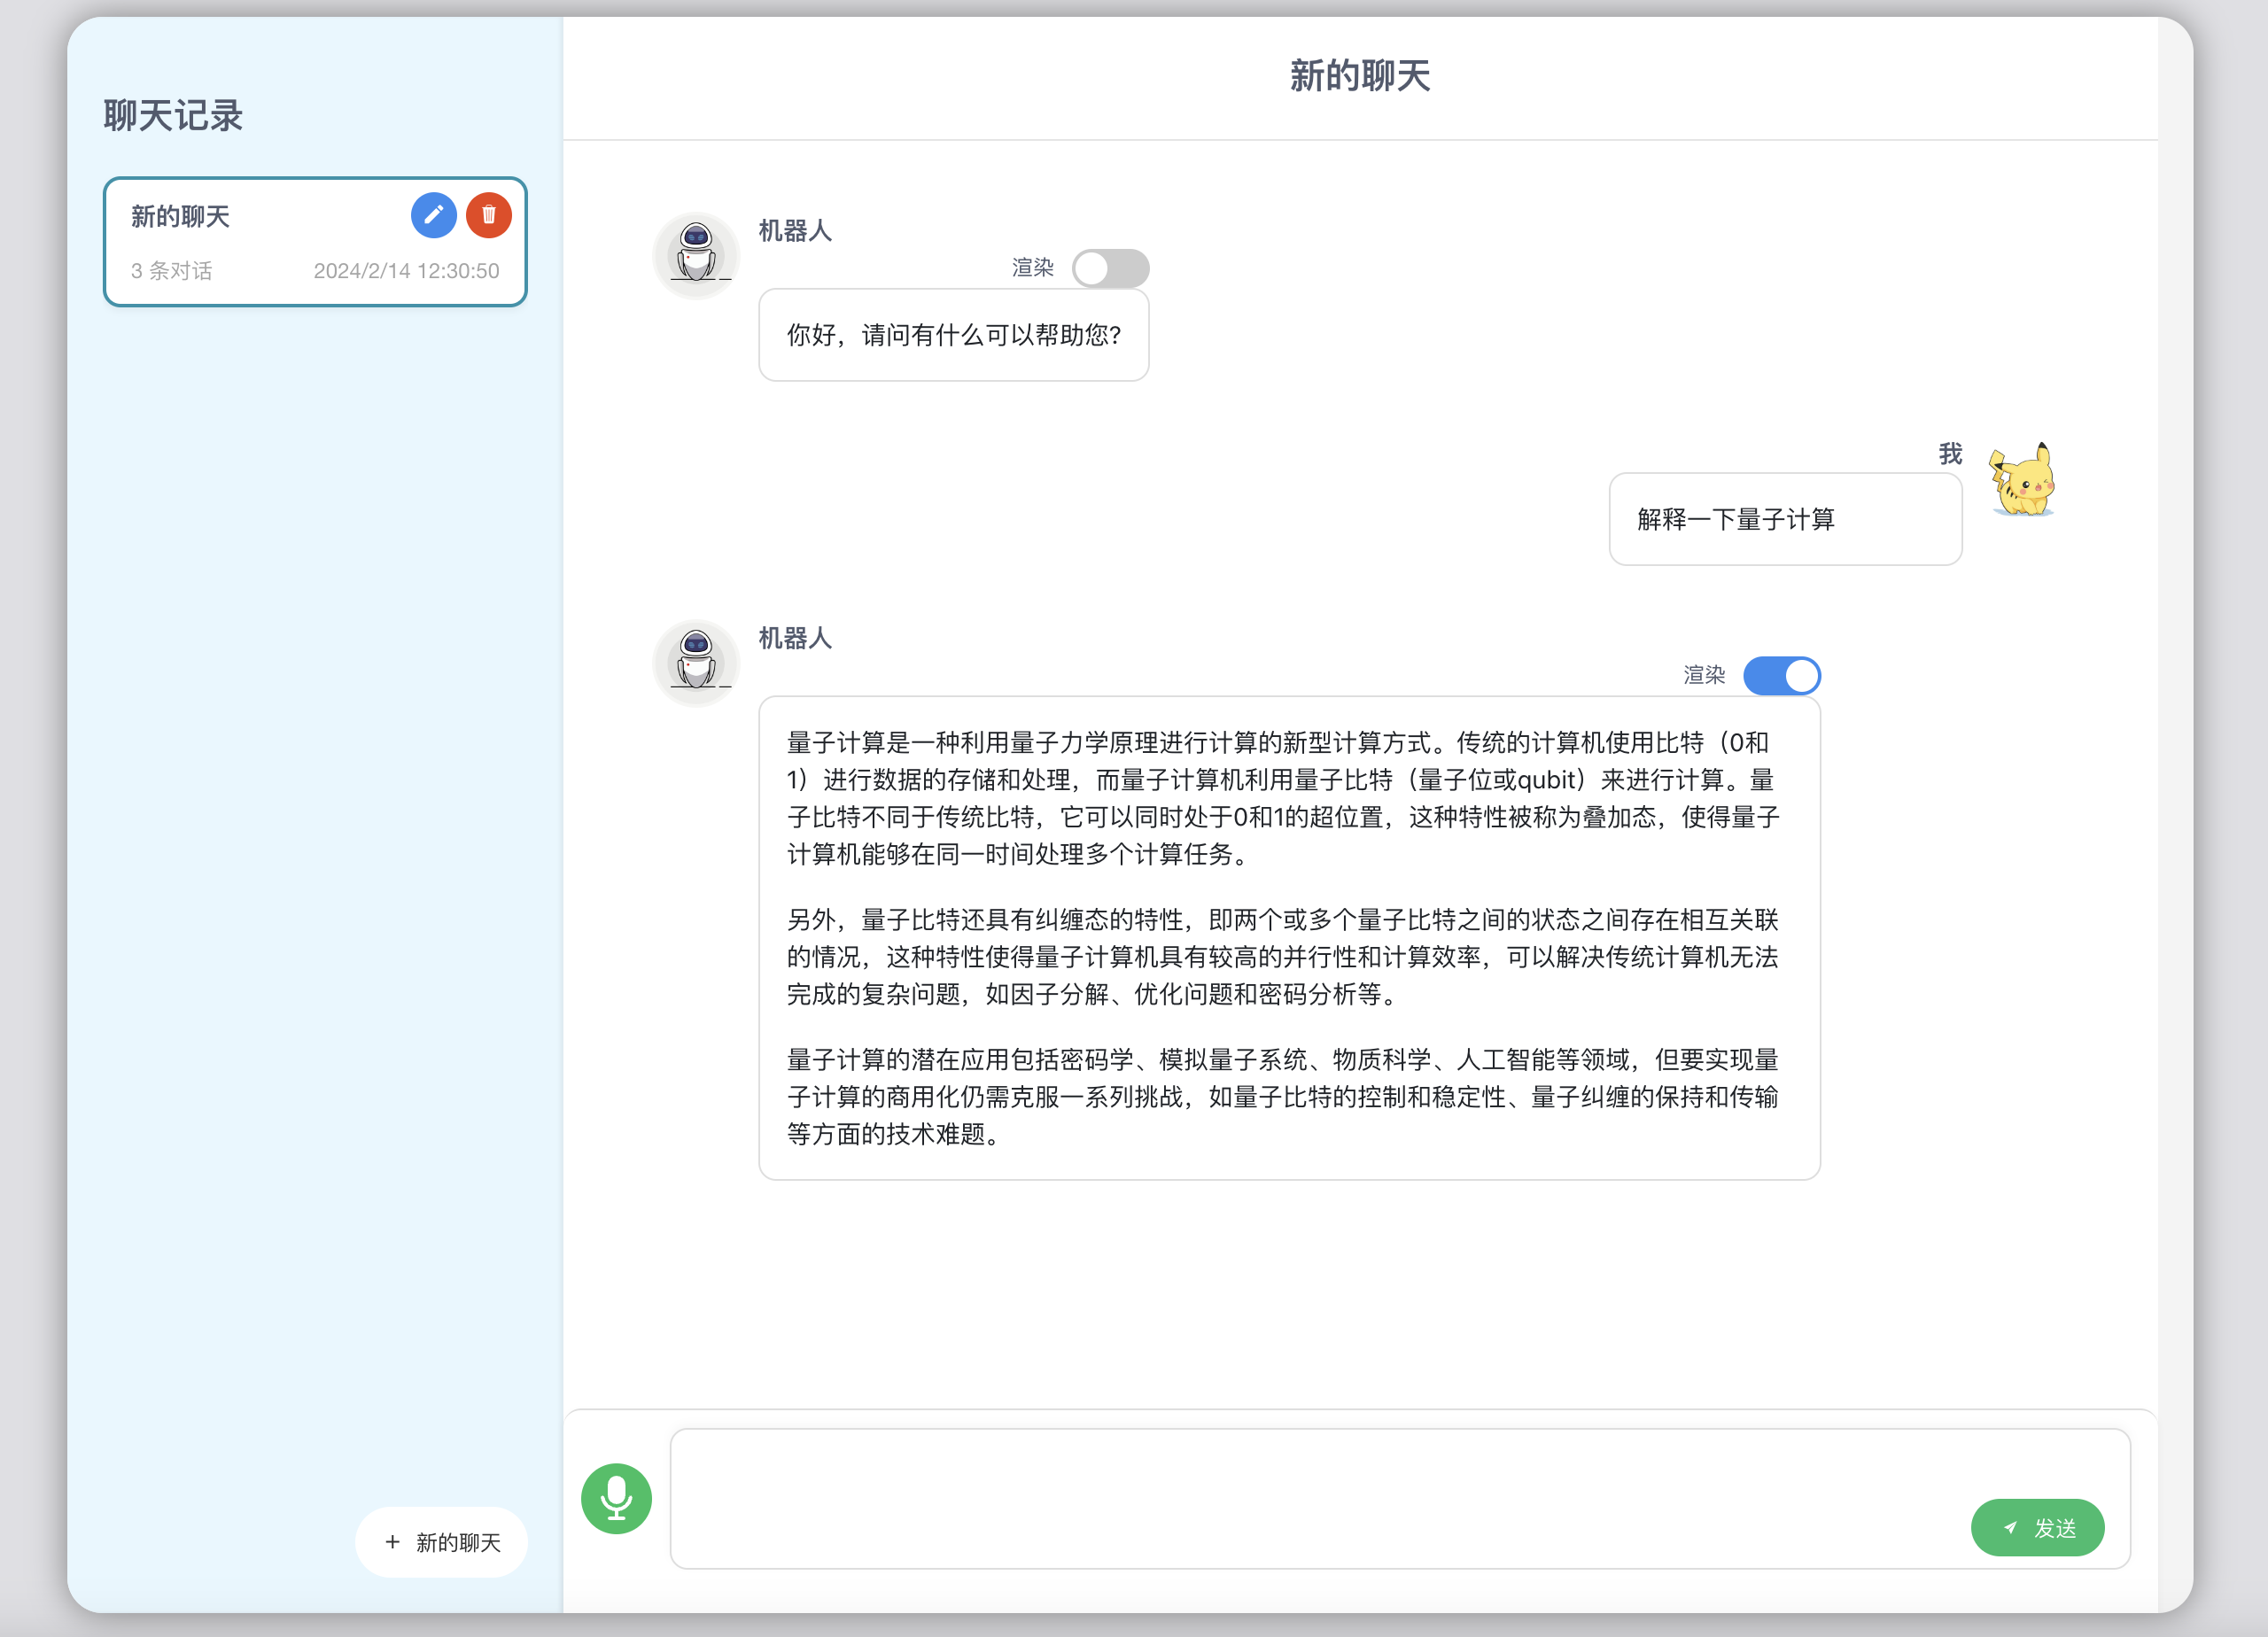 聊天记录
新的聊天
3 条对话 2024/2/14 12:30:50
+ 新的聊天
新的聊天
机器人
渲染
你好，请问有什么可以帮助您?
我
解释一下量子计算
机器人
渲染
量子计算是一种利用量子力学原理进行计算的新型计算方式。传统的计算机使用比特（0和
1）进行数据的存储和处理，而量子计算机利用量子比特（量子位或qubit）来进行计算。量
子比特不同于传统比特，它可以同时处于0和1的超位置，这种特性被称为叠加态，使得量子
计算机能够在同一时间处理多个计算任务。
另外，量子比特还具有纠缠态的特性，即两个或多个量子比特之间的状态之间存在相互关联
的情况，这种特性使得量子计算机具有较高的并行性和计算效率，可以解决传统计算机无法
完成的复杂问题，如因子分解、优化问题和密码分析等。
量子计算的潜在应用包括密码学、模拟量子系统、物质科学、人工智能等领域，但要实现量
子计算的商用化仍需克服一系列挑战，如量子比特的控制和稳定性、量子纠缠的保持和传输
等方面的技术难题。
发送